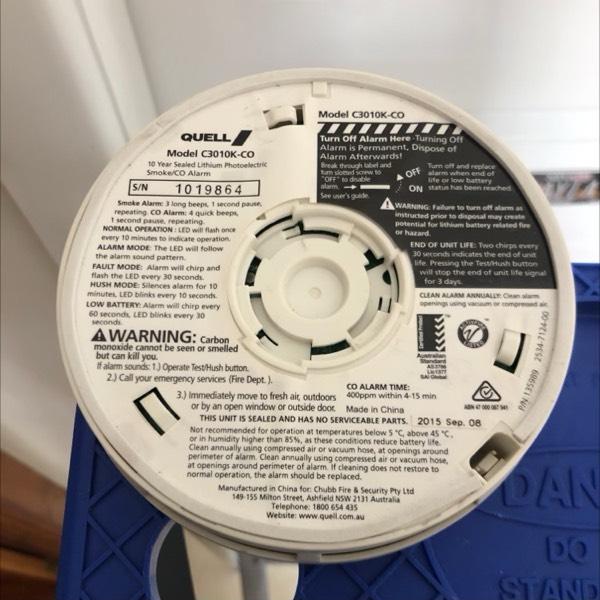 QUELL
Model C3010K-CO
10 Year Sealed Lithium Photoelectric
Smoke/CO Alarm
S/N 1019864
Smoke Alarm: 3 long beeps, 1 second pause,
repeating. CO Alarm: 4 quick beeps,
1 second pause, repeating.
NORMAL OPERATION: LED will flash once
every 10 minutes to indicate operation.
ALARM MODE: The LED will follow
the alarm sound pattern.
FAULT MODE: Alarm will chirp and
flash the LED every 30 seconds.
HUSH MODE: Silences alarm for 10
minutes, LED blinks every 10 seconds.
LOW BATTERY: Alarm will chirp every
60 seconds, LED blinks every 30
seconds.
WARNING: Carbon
monoxide cannot be seen or smelled
but can kill you.
If alarm sounds: 1.) Operate Test/Hush button.
2.) Call your emergency services (Fire Dept.).
3.) Immediately move to fresh air, outdoors
or by an open window or outside door.
Model C3010K-CO
Turn Off Alarm Here - Turning Off
Alarm is Permanent, Dispose of
Alarm Afterwards!
Break through label and
turn slotted screw to
"OFF" to disable
alarm.
See user's guide.
OFF
ON
Turn off and replace
alarm when end of
life or low battery
status has been reached.
WARNING: Failure to turn off alarm as
instructed prior to disposal may create
potential for lithium battery related fire
or hazard.
END OF UNIT LIFE: Two chirps every
30 seconds indicates the end of unit
life. Pressing the Test/Hush button
will stop the end of unit life signal
for 3 days.
CLEAN ALARM ANNUALLY: Clean alarm
openings using vacuum or compressed air.
Certified Product
Australian
Standard
AS3786
Lic1377
SAI Global
ABN 47 000 067 541
P/N 135989 2534-7124-00
CO ALARM TIME:
400ppm within 4-15 min
Made in China
THIS UNIT IS SEALED AND HAS NO SERVICEABLE PARTS.
2015 Sep. 08
Not recommended for operation at temperatures below 5 °C, above 45 °C,
or in humidity higher than 85%, as these conditions reduce battery life.
Clean alarm annually using compressed air or vacuum hose, at openings around
perimeter of alarm. Clean annually using compressed air or vacuum hose,
at openings around perimeter of alarm. If cleaning does not restore to
normal operation, the alarm should be replaced.
Manufactured in China for: Chubb Fire & Security Pty Ltd
149-155 Milton Street, Ashfield NSW 2131 Australia
Telephone: 1800 654 435
Website: www.quell.com.au
DAN
DO
STAND